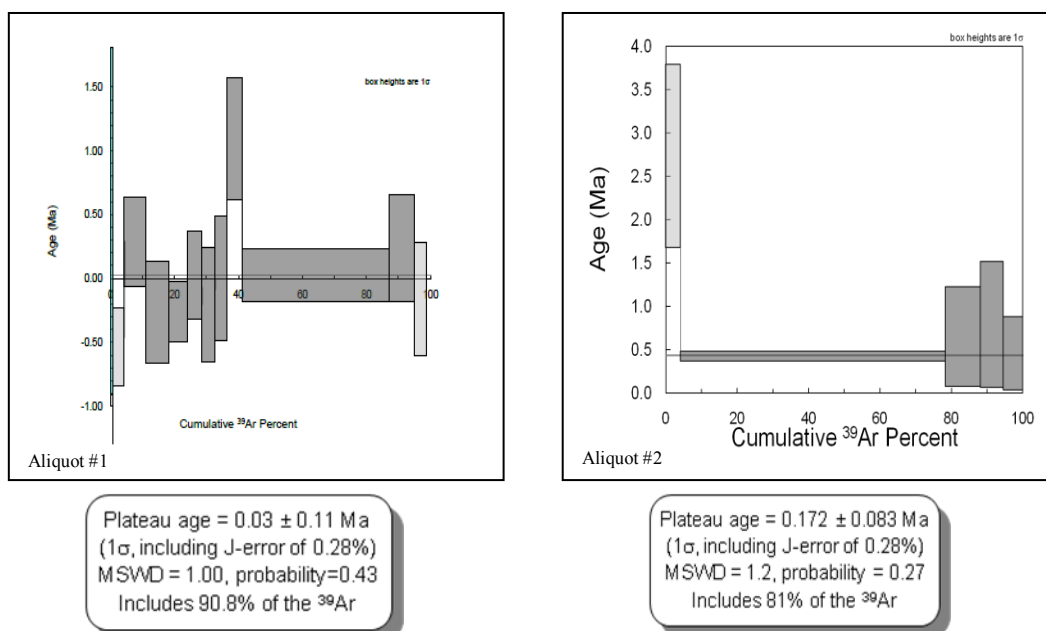 box heights are 1σ
1.50
1.00
0.50
0.00
-0.50
-1.00
Age (Ma)
0 20 40 60 80 100
Cumulative ³⁹Ar Percent
Aliquot #1
Plateau age = 0.03 ± 0.11 Ma
(1σ, including J-error of 0.28%)
MSWD = 1.00, probability=0.43
Includes 90.8% of the ³⁹Ar
box heights are 1σ
4.0
3.5
3.0
2.5
2.0
1.5
1.0
0.5
0.0
Age (Ma)
0 20 40 60 80 100
Cumulative ³⁹Ar Percent
Aliquot #2
Plateau age = 0.172 ± 0.083 Ma
(1σ, including J-error of 0.28%)
MSWD = 1.2, probability = 0.27
Includes 81% of the ³⁹Ar